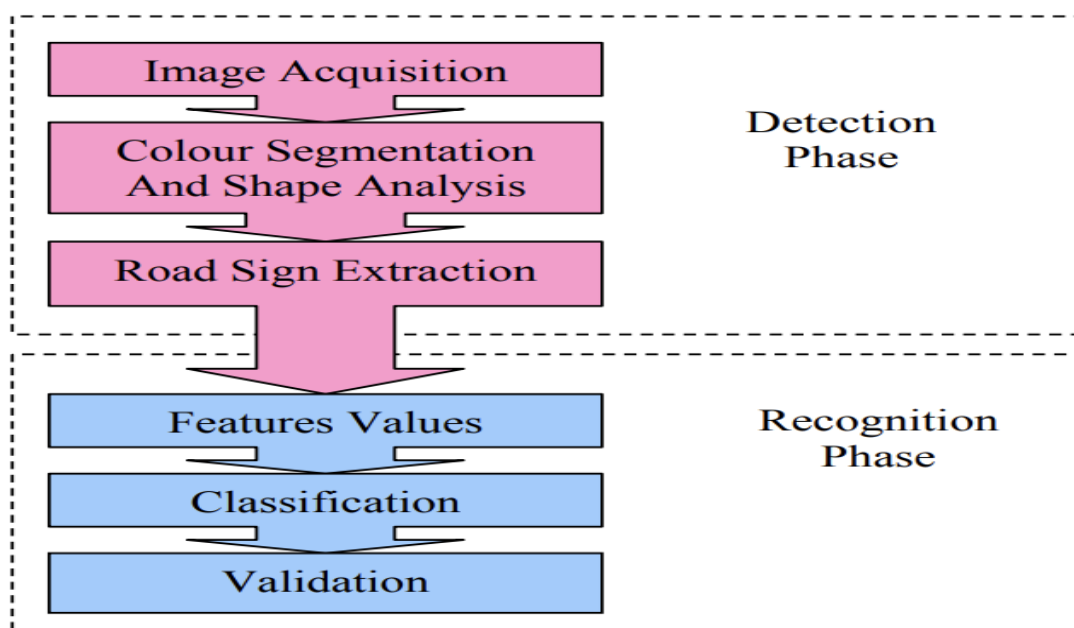 Image Acquisition
Colour Segmentation
And Shape Analysis
Road Sign Extraction
Detection
Phase
Features Values
Classification
Validation
Recognition
Phase